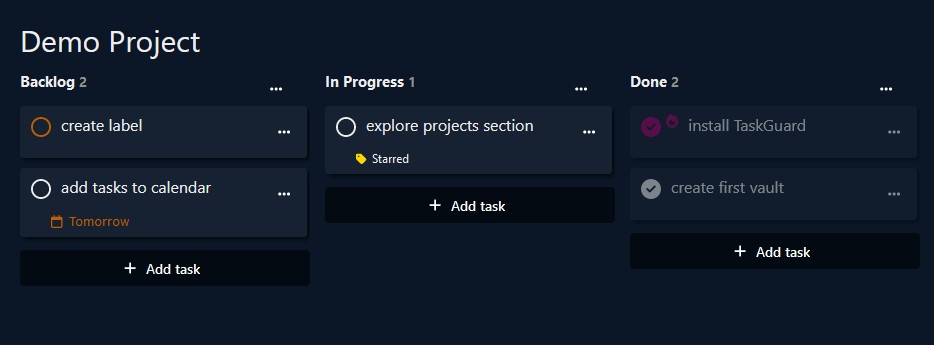 Demo Project
Backlog 2
create label
add tasks to calendar
Tomorrow
Add task
In Progress 1
explore projects section
Starred
Add task
Done 2
install TaskGuard
create first vault
Add task